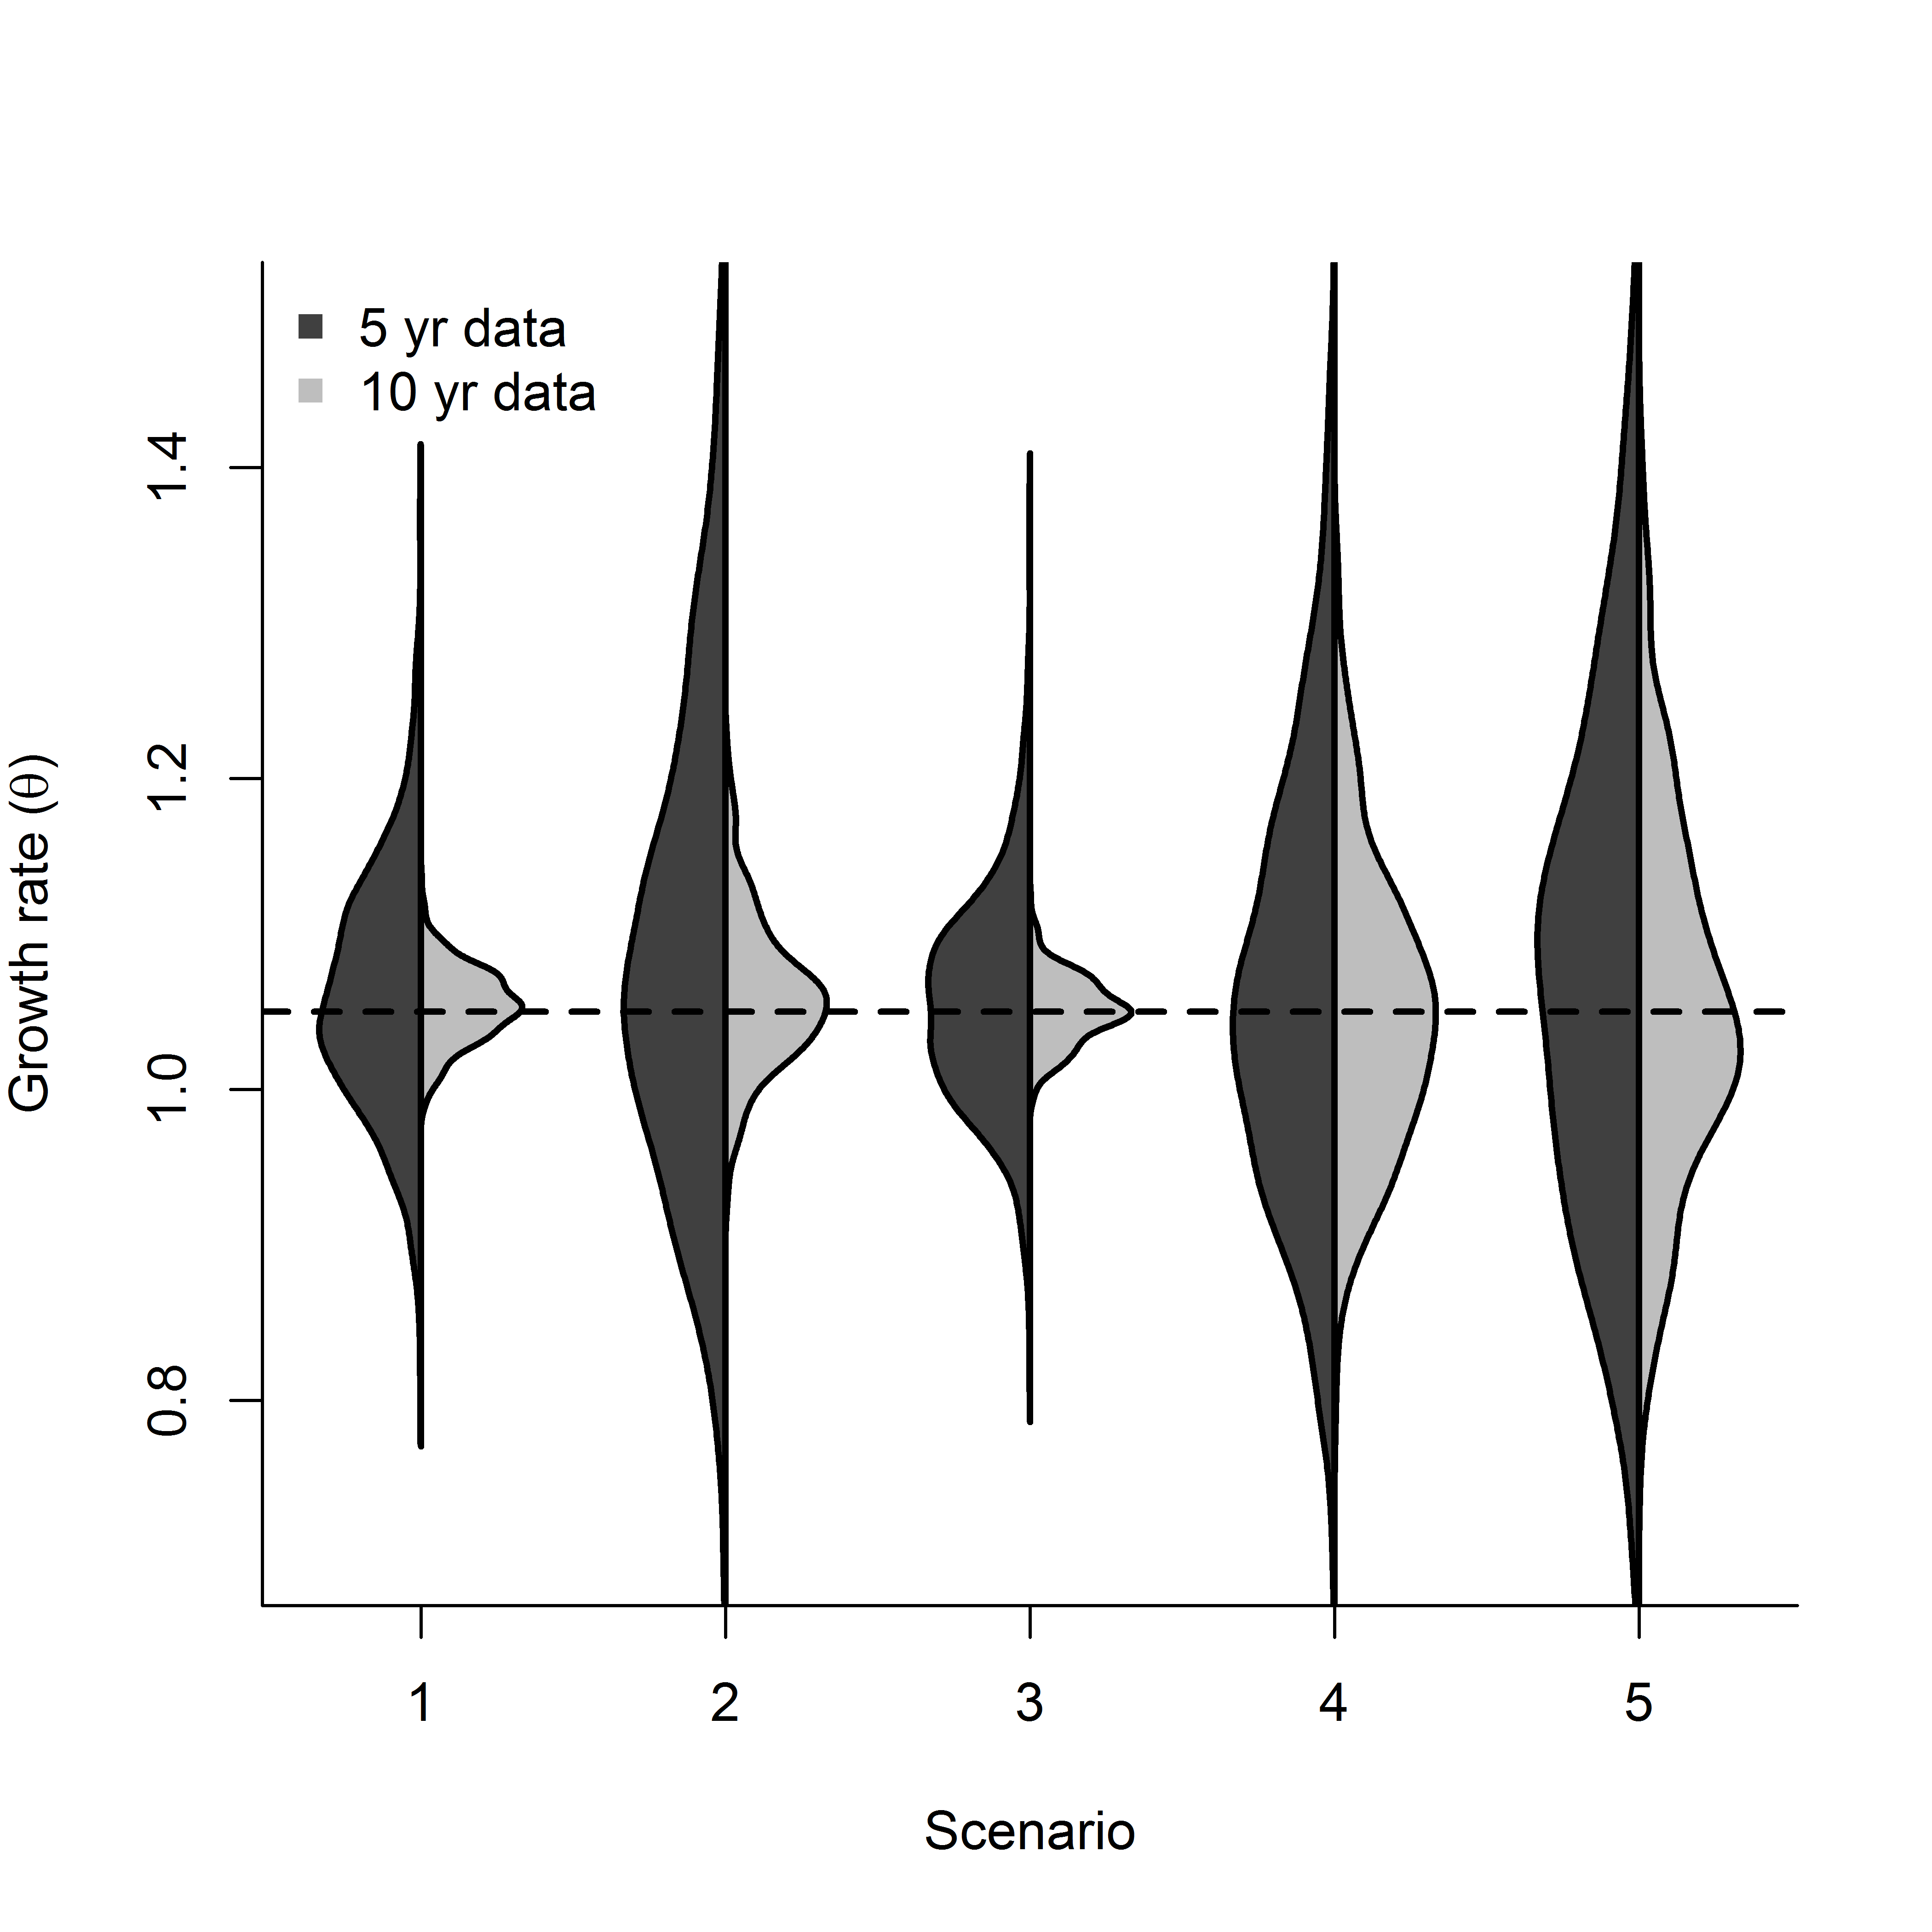 5 yr data
10 yr data
1.4
1.2
1.0
0.8
Growth rate (θ)
1 2 3 4 5
Scenario